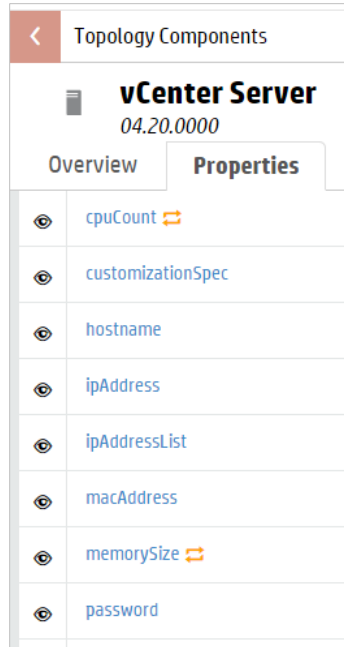 Topology Components
vCenter Server
04.20.0000
Overview Properties
cpuCount
customizationSpec
hostname
ipAddress
ipAddressList
macAddress
memorySize
password